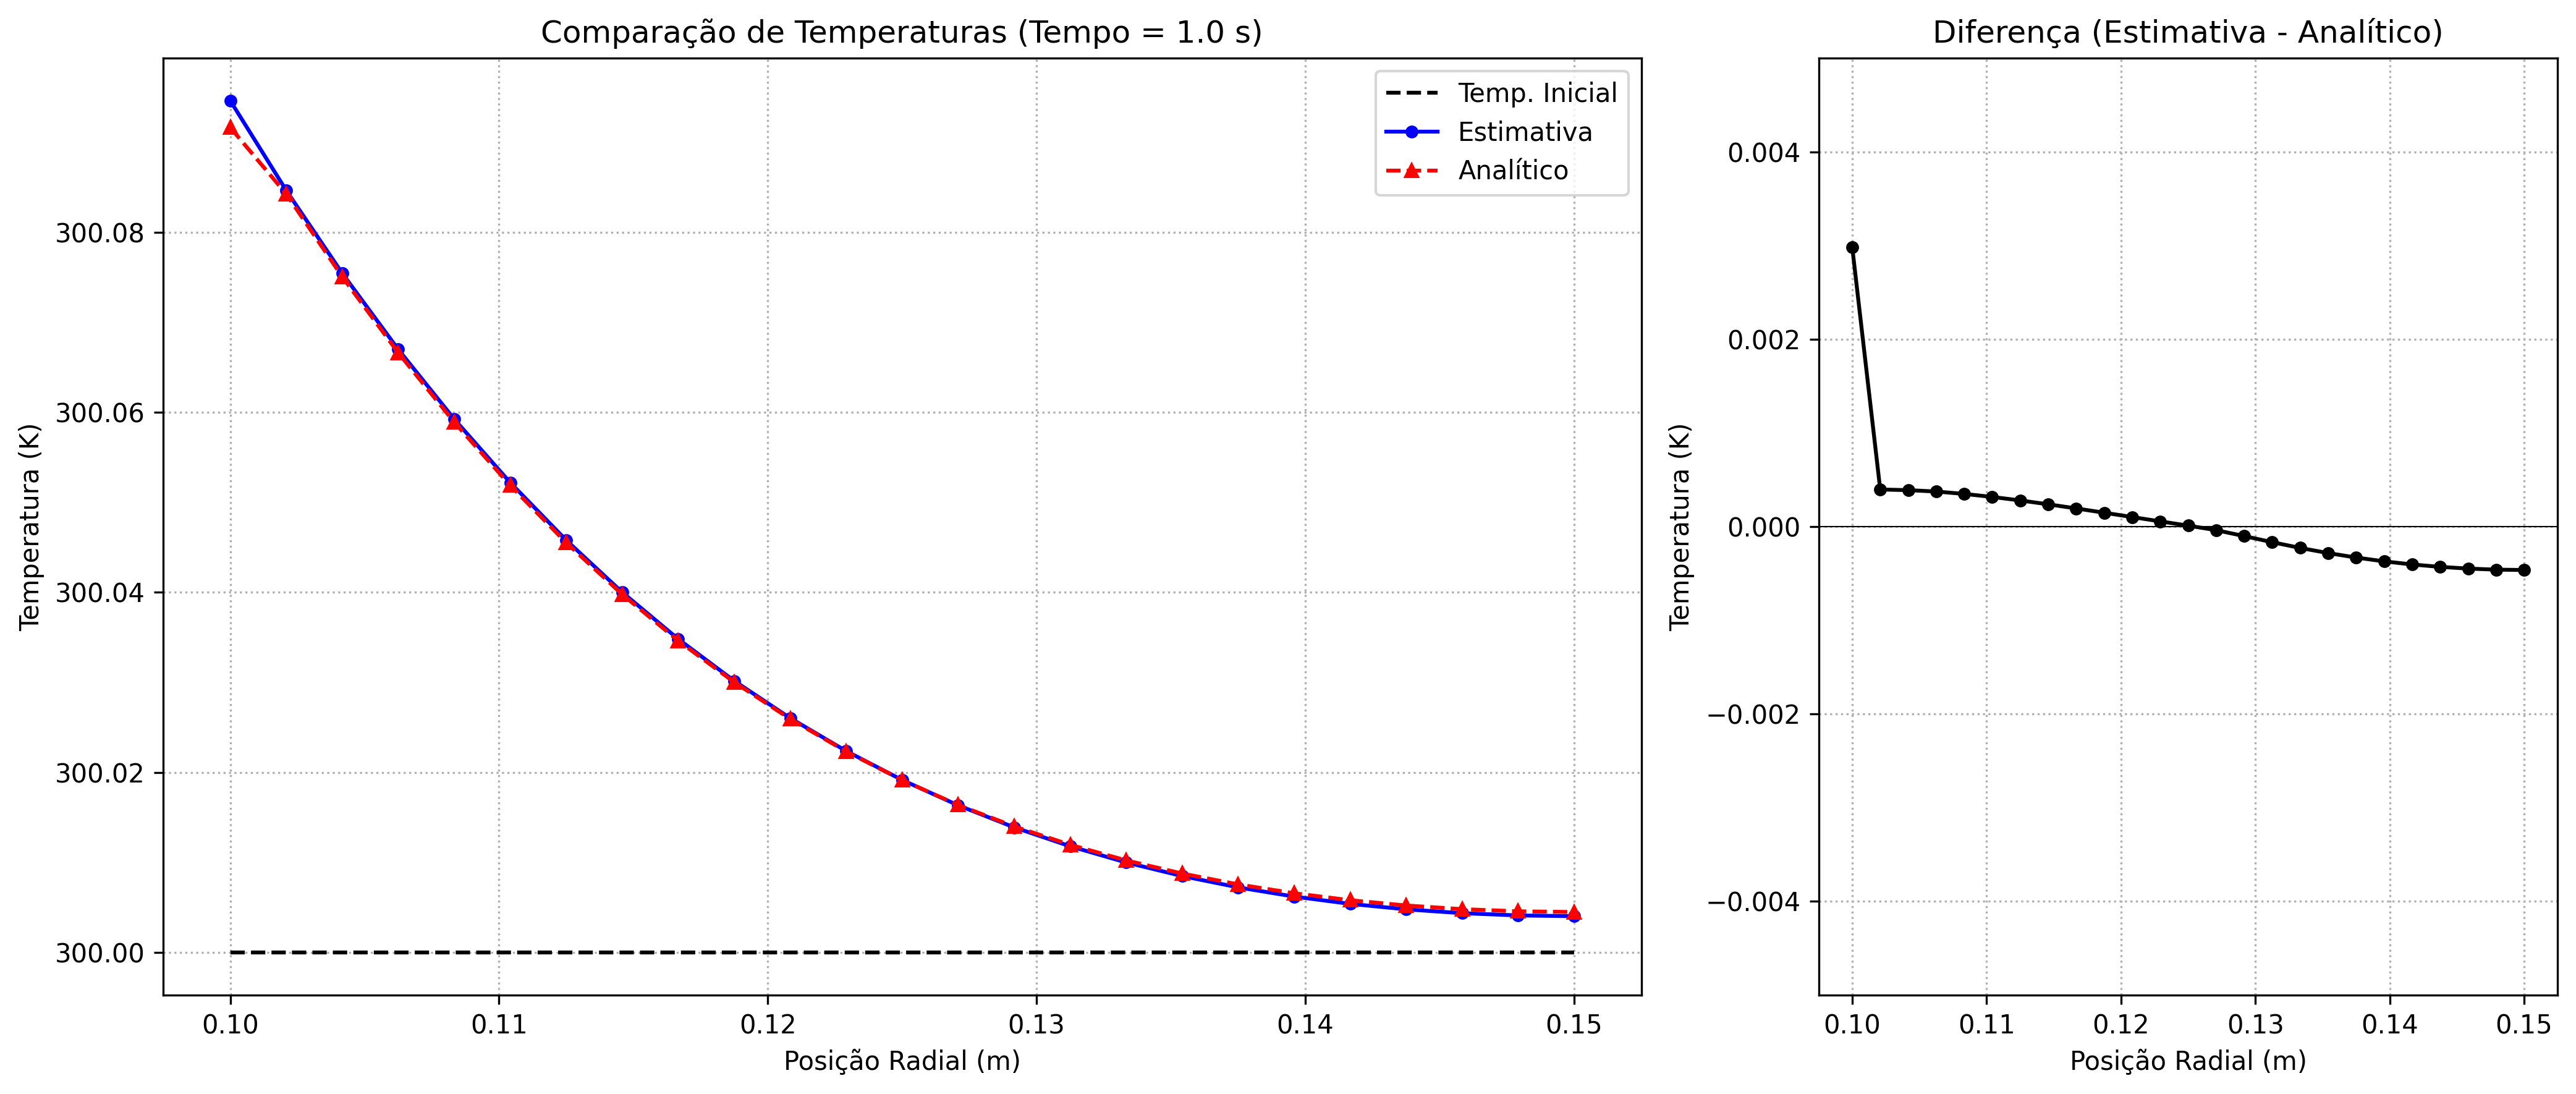 Comparação de Temperaturas (Tempo = 1.0 s)
Temp. Inicial
Estimativa
Analítico
Temperatura (K)
300.08
300.06
300.04
300.02
300.00
0.10 0.11 0.12 0.13 0.14 0.15
Posição Radial (m)
Diferença (Estimativa - Analítico)
Temperatura (K)
0.004
0.002
0.000
−0.002
−0.004
0.10 0.11 0.12 0.13 0.14 0.15
Posição Radial (m)